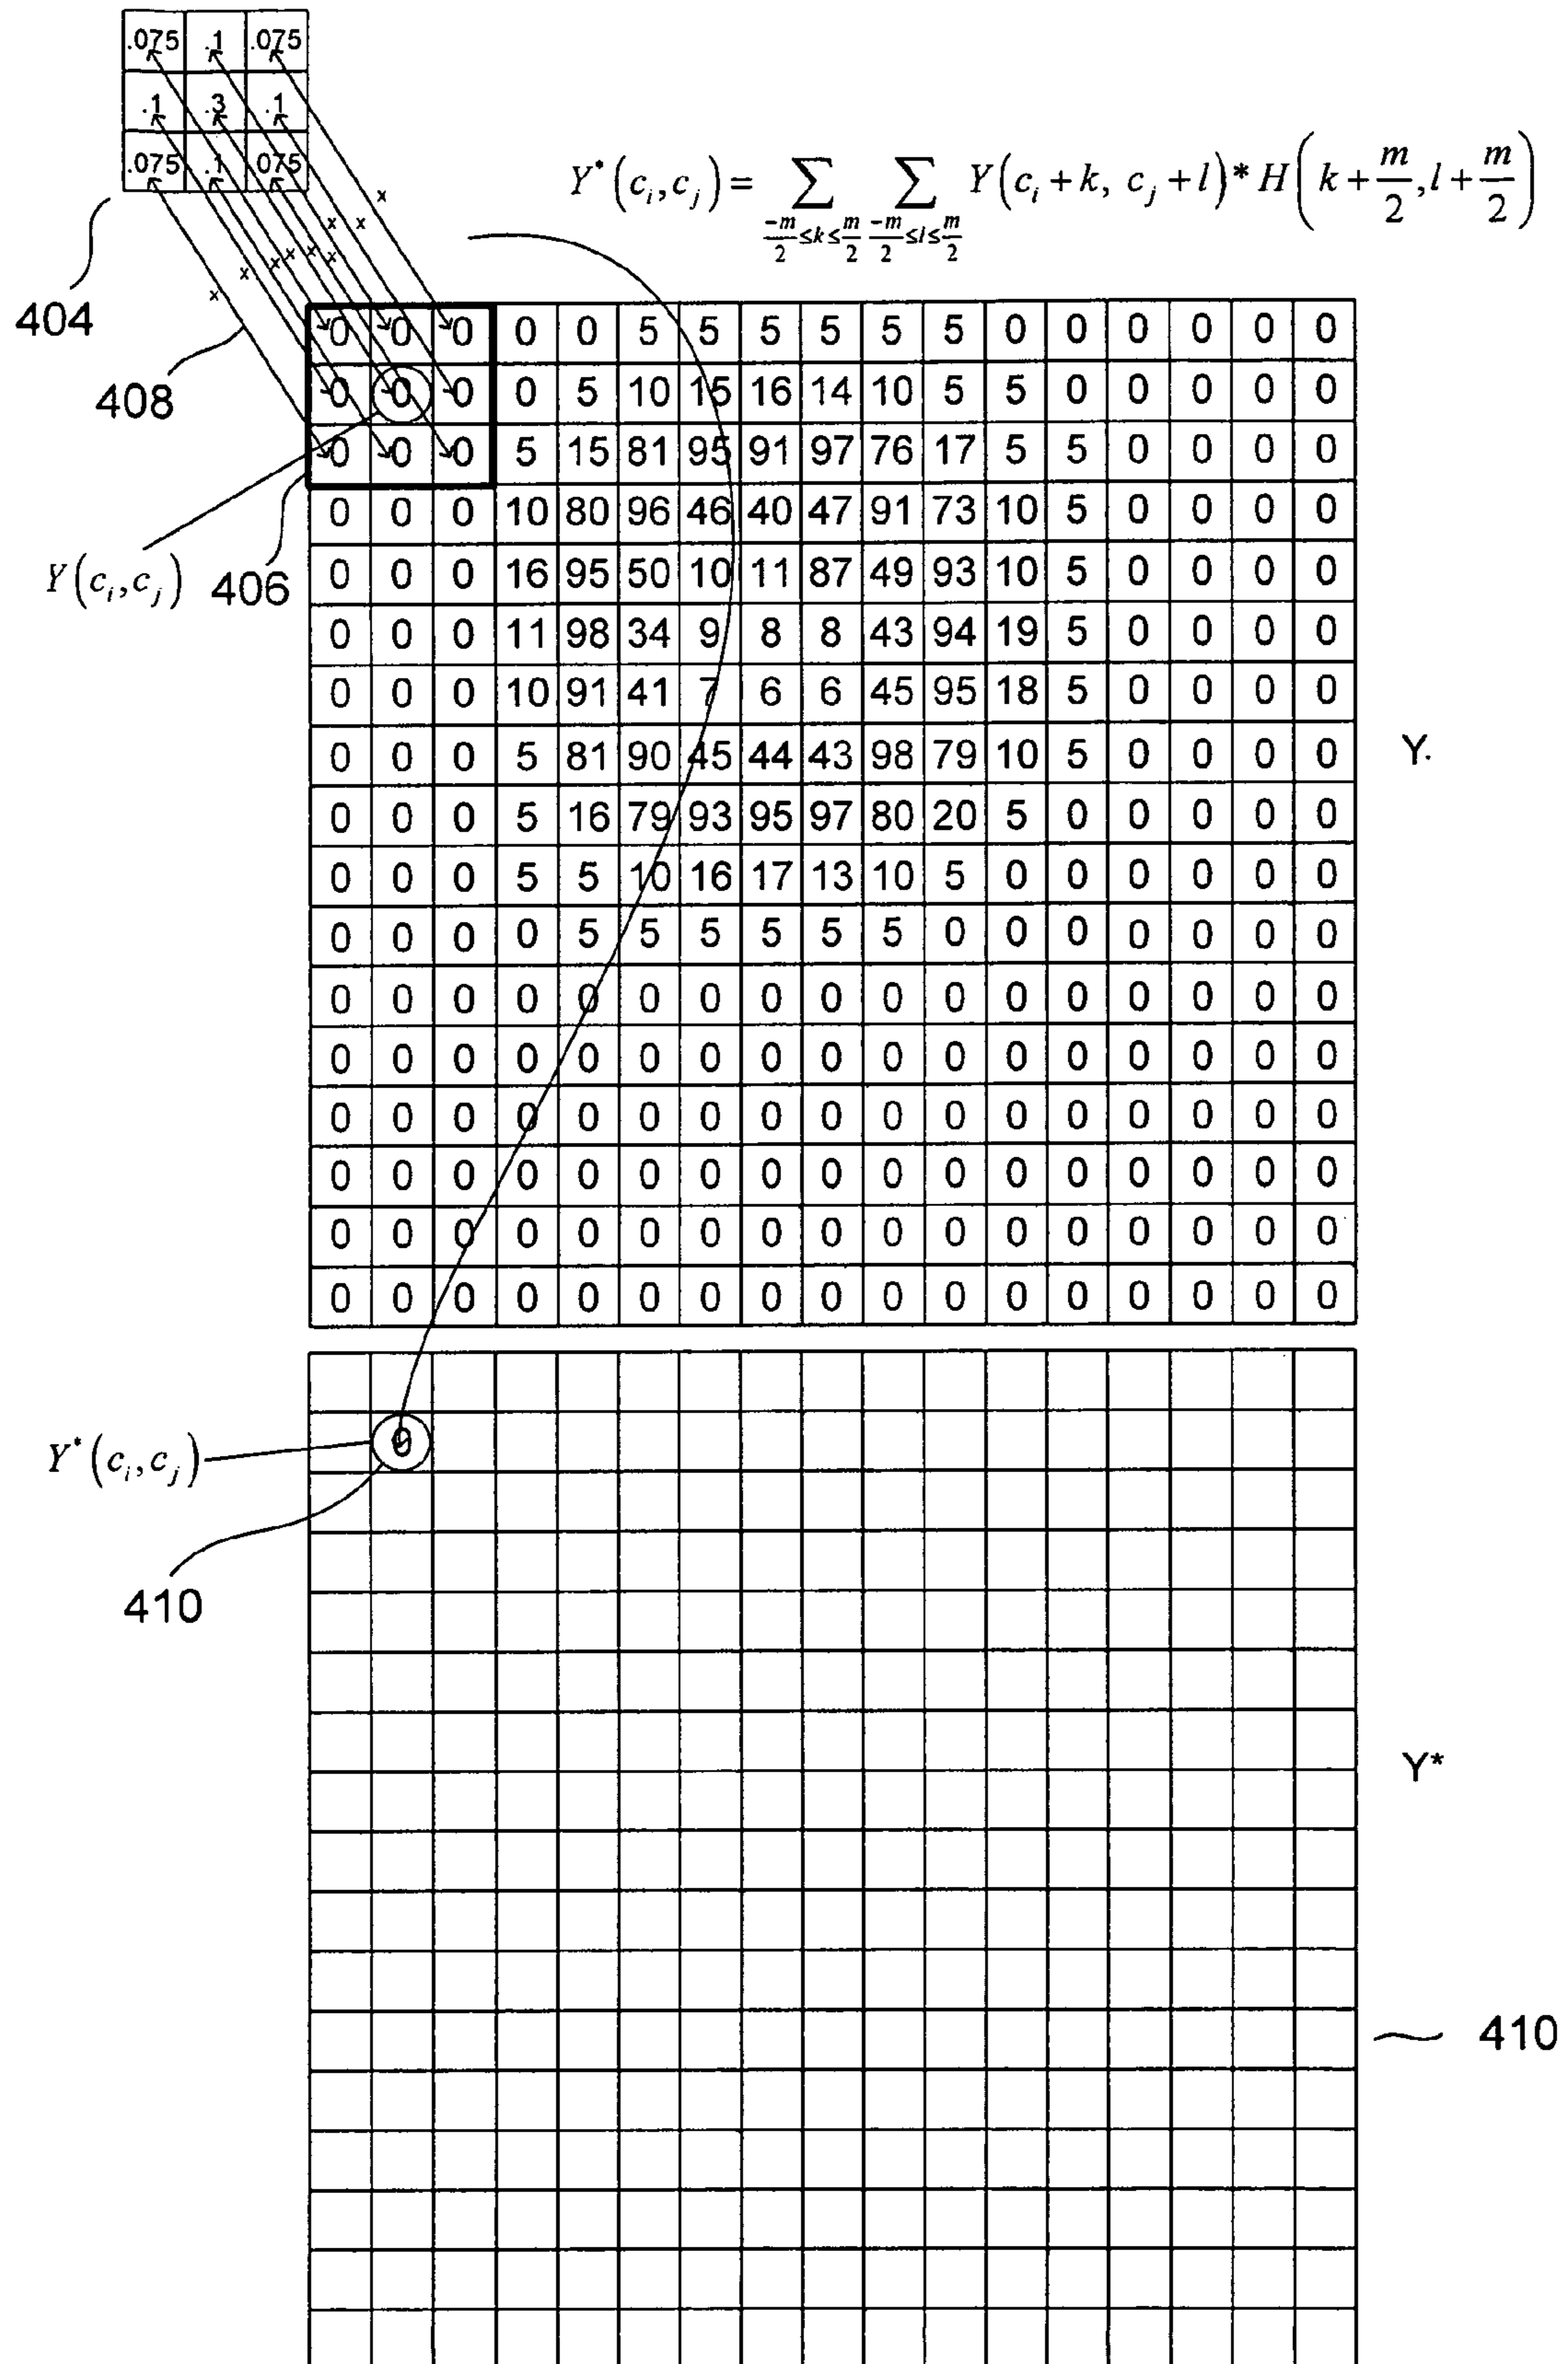 .075 .1 .075
.1 .3 .1
.075 .1 .075
x x x x x x x x x
Y*(c_i, c_j) = ∑_{-m/2≤k≤m/2} ∑_{-m/2≤l≤m/2} Y(c_i + k, c_j + l) * H(k + m/2, l + m/2)
404
408
Y(c_i, c_j) 406
0 0 0 0 0 5 5 5 5 5 5 0 0 0 0 0 0
0 0 0 0 5 10 15 16 14 10 5 5 0 0 0 0 0
0 0 0 5 15 81 95 91 97 76 17 5 5 0 0 0 0
0 0 0 10 80 96 46 40 47 91 73 10 5 0 0 0 0
0 0 0 16 95 50 10 11 87 49 93 10 5 0 0 0 0
0 0 0 11 98 34 9 8 8 43 94 19 5 0 0 0 0
0 0 0 10 91 41 7 6 6 45 95 18 5 0 0 0 0
0 0 0 5 81 90 45 44 43 98 79 10 5 0 0 0 0
0 0 0 5 16 79 93 95 97 80 20 5 0 0 0 0 0
0 0 0 5 5 10 16 17 13 10 5 0 0 0 0 0 0
0 0 0 0 5 5 5 5 5 5 0 0 0 0 0 0 0
0 0 0 0 0 0 0 0 0 0 0 0 0 0 0 0 0
0 0 0 0 0 0 0 0 0 0 0 0 0 0 0 0 0
0 0 0 0 0 0 0 0 0 0 0 0 0 0 0 0 0
0 0 0 0 0 0 0 0 0 0 0 0 0 0 0 0 0
0 0 0 0 0 0 0 0 0 0 0 0 0 0 0 0 0
0 0 0 0 0 0 0 0 0 0 0 0 0 0 0 0 0
Y.
0
Y*(c_i, c_j)
410
Y*
410